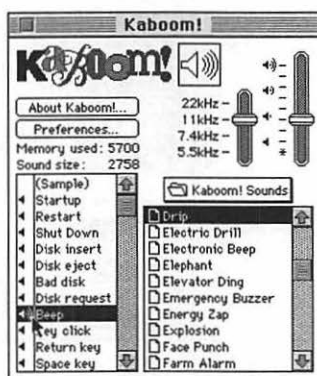 Kaboom!
Kaboom!
About Kaboom!...
Preferences...
Memory used: 5700
Sound size: 2758
22kHz
11kHz
7.4kHz
5.5kHz
(Sample)
Startup
Restart
Shut Down
Disk insert
Disk eject
Bad disk
Disk request
Beep
Key click
Return key
Space key
Kaboom! Sounds
Drip
Electric Drill
Electronic Beep
Elephant
Elevator Ding
Emergency Buzzer
Energy Zap
Explosion
Face Punch
Farm Alarm